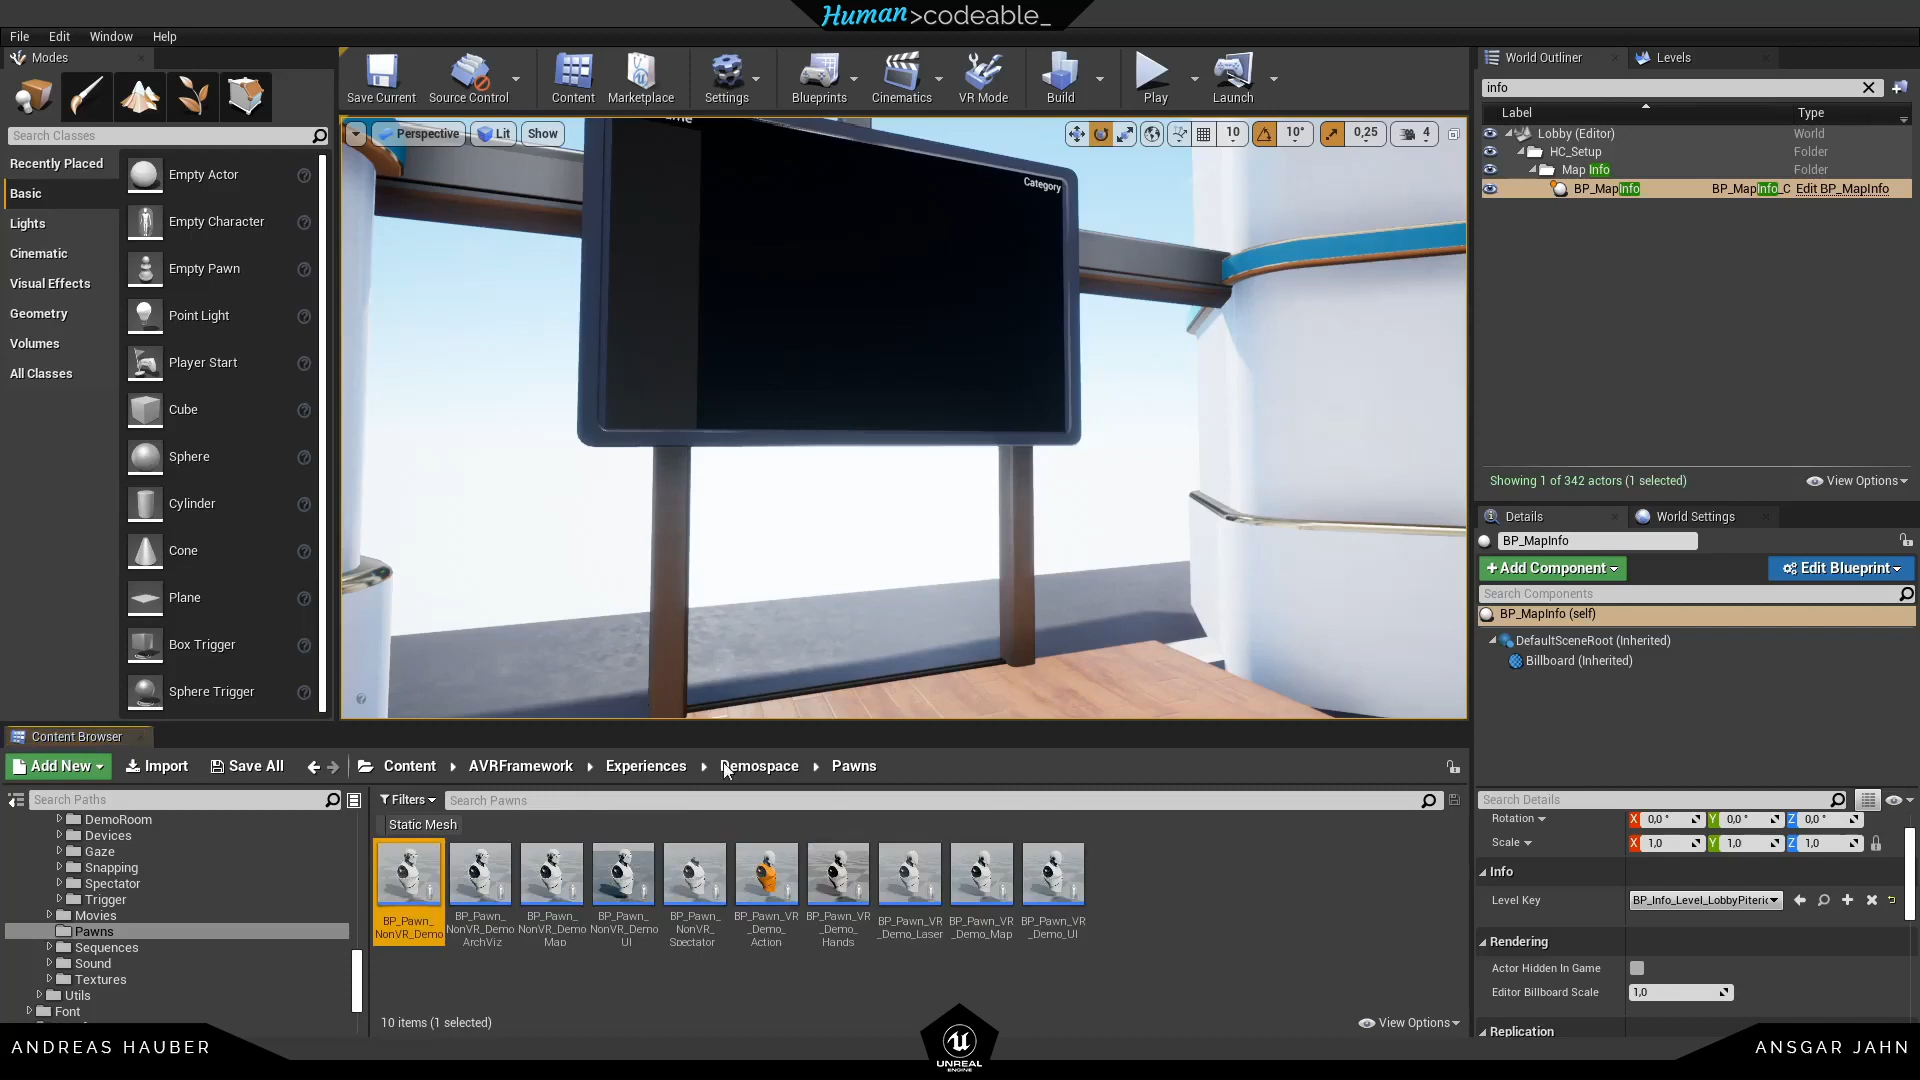 Human>codeable_
File Edit Window Help
Modes
Save Current Source Control Content Marketplace Settings Blueprints Cinematics VR Mode Build Play Launch
World Outliner Levels
info
Label Type
Lobby (Editor) World
HC_Setup Folder
Map Info Folder
BP_MapInfo BP_MapInfo_C Edit BP_MapInfo
Showing 1 of 342 actors (1 selected) View Options
Search Classes
Recently Placed
Basic
Lights
Cinematic
Visual Effects
Geometry
Volumes
All Classes
Empty Actor
Empty Character
Empty Pawn
Point Light
Player Start
Cube
Sphere
Cylinder
Cone
Plane
Box Trigger
Sphere Trigger
Perspective Lit Show
10 10° 0,25 4
Category
Details World Settings
BP_MapInfo
+Add Component Edit Blueprint
Search Components
BP_MapInfo (self)
DefaultSceneRoot (Inherited)
Billboard (Inherited)
Search Details
Rotation X 0,0 ° Y 0,0 ° Z 0,0 °
Scale X 1,0 Y 1,0 Z 1,0
Info
Level Key BP_Info_Level_LobbyPiteric
Rendering
Actor Hidden In Game
Editor Billboard Scale 1,0
Replication
Content Browser
Add New Import Save All Content AVRFramework Experiences Demospace Pawns
Search Paths
Filters Search Pawns
Static Mesh
DemoRoom
Devices
Gaze
Snapping
Spectator
Trigger
Movies
Pawns
Sequences
Sound
Textures
Utils
Font
BP_Pawn_NonVR_Demo
BP_Pawn_NonVR_Demo ArchViz
BP_Pawn_NonVR_Demo Map
BP_Pawn_NonVR_Demo UI
BP_Pawn_NonVR_Spectator
BP_Pawn_VR_Demo_Action
BP_Pawn_VR_Demo_Hands
BP_Pawn_VR_Demo_Laser
BP_Pawn_VR_Demo_Map
BP_Pawn_VR_Demo_UI
10 items (1 selected) View Options
ANDREAS HAUBER
UNREAL ENGINE
ANSGAR JAHN